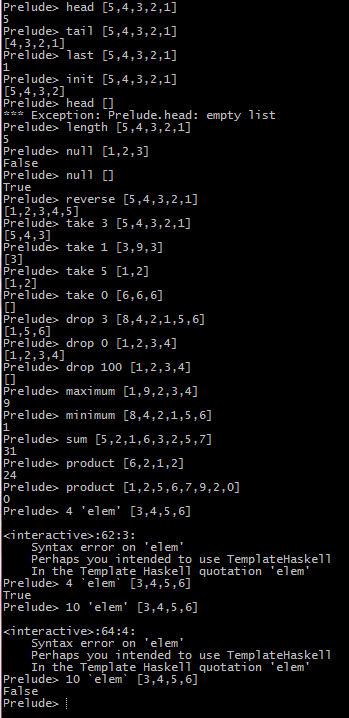 Prelude> head [5,4,3,2,1]
5
Prelude> tail [5,4,3,2,1]
[4,3,2,1]
Prelude> last [5,4,3,2,1]
1
Prelude> init [5,4,3,2,1]
[5,4,3,2]
Prelude> head []
*** Exception: Prelude.head: empty list
Prelude> length [5,4,3,2,1]
5
Prelude> null [1,2,3]
False
Prelude> null []
True
Prelude> reverse [5,4,3,2,1]
[1,2,3,4,5]
Prelude> take 3 [5,4,3,2,1]
[5,4,3]
Prelude> take 1 [3,9,3]
[3]
Prelude> take 5 [1,2]
[1,2]
Prelude> take 0 [6,6,6]
[]
Prelude> drop 3 [8,4,2,1,5,6]
[1,5,6]
Prelude> drop 0 [1,2,3,4]
[1,2,3,4]
Prelude> drop 100 [1,2,3,4]
[]
Prelude> maximum [1,9,2,3,4]
9
Prelude> minimum [8,4,2,1,5,6]
1
Prelude> sum [5,2,1,6,3,2,5,7]
31
Prelude> product [6,2,1,2]
24
Prelude> product [1,2,5,6,7,9,2,0]
0
Prelude> 4 'elem' [3,4,5,6]
<interactive>:62:3:
    Syntax error on 'elem'
    Perhaps you intended to use TemplateHaskell
    In the Template Haskell quotation 'elem'
Prelude> 4 `elem` [3,4,5,6]
True
Prelude> 10 'elem' [3,4,5,6]
<interactive>:64:4:
    Syntax error on 'elem'
    Perhaps you intended to use TemplateHaskell
    In the Template Haskell quotation 'elem'
Prelude> 10 `elem` [3,4,5,6]
False
Prelude>